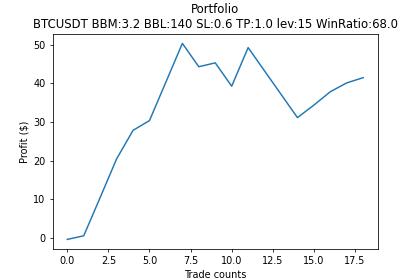 Portfolio
BTCUSDT BBM:3.2 BBL:140 SL:0.6 TP:1.0 lev:15 WinRatio:68.0
50
40
30
20
10
0
Profit ($)
0.0 2.5 5.0 7.5 10.0 12.5 15.0 17.5
Trade counts